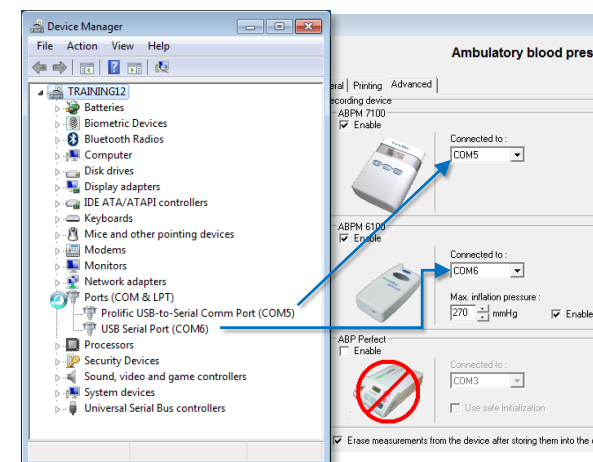 Device Manager
File Action View Help
TRAINING12
Batteries
Biometric Devices
Bluetooth Radios
Computer
Disk drives
Display adapters
IDE ATA/ATAPI controllers
Keyboards
Mice and other pointing devices
Modems
Monitors
Network adapters
Ports (COM & LPT)
Prolific USB-to-Serial Comm Port (COM5)
USB Serial Port (COM6)
Processors
Security Devices
Sound, video and game controllers
System devices
Universal Serial Bus controllers
Ambulatory blood pres
eral Printing Advanced
ecording device
ABPM 7100
Enable
Connected to :
COM5
ABPM 6100
Enable
Connected to :
COM6
Max. inflation pressure :
270 mmHg Enable
ABP Perfect
Enable
Connected to :
COM3
Use safe initialization
Erase measurements from the device after storing them into the